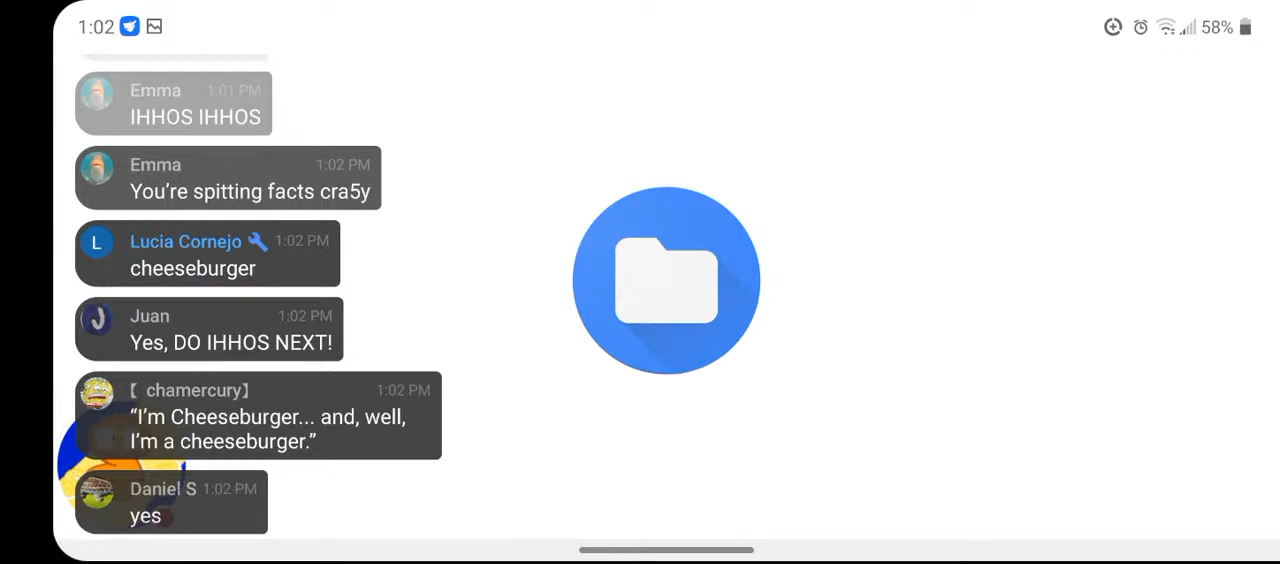 1:02
58%
Emma 1:01 PM
IHHOS IHHOS
Emma 1:02 PM
You're spitting facts cra5y
L
Lucia Cornejo 1:02 PM
cheeseburger
J
Juan 1:02 PM
Yes, DO IHHOS NEXT!
【 chamercury】 1:02 PM
“I'm Cheeseburger... and, well,
I'm a cheeseburger.”
Daniel S 1:02 PM
yes